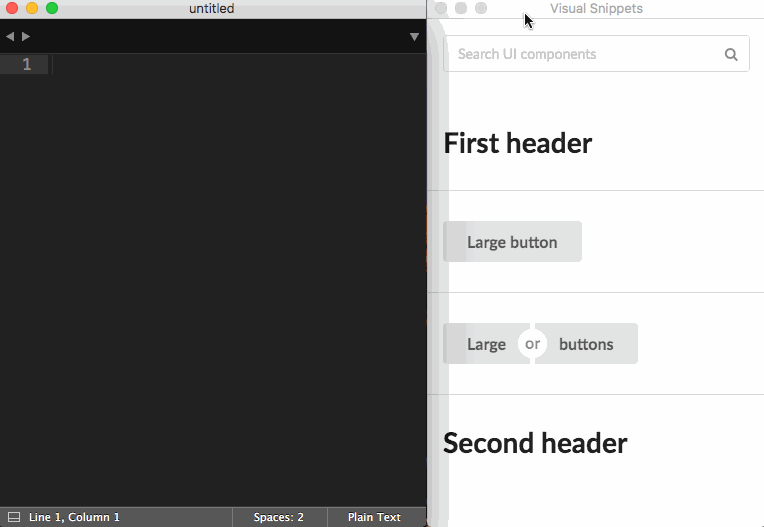 untitled
1
Line 1, Column 1
Spaces: 2
Plain Text
Visual Snippets
Search UI components
First header
Large button
Large or buttons
Second header